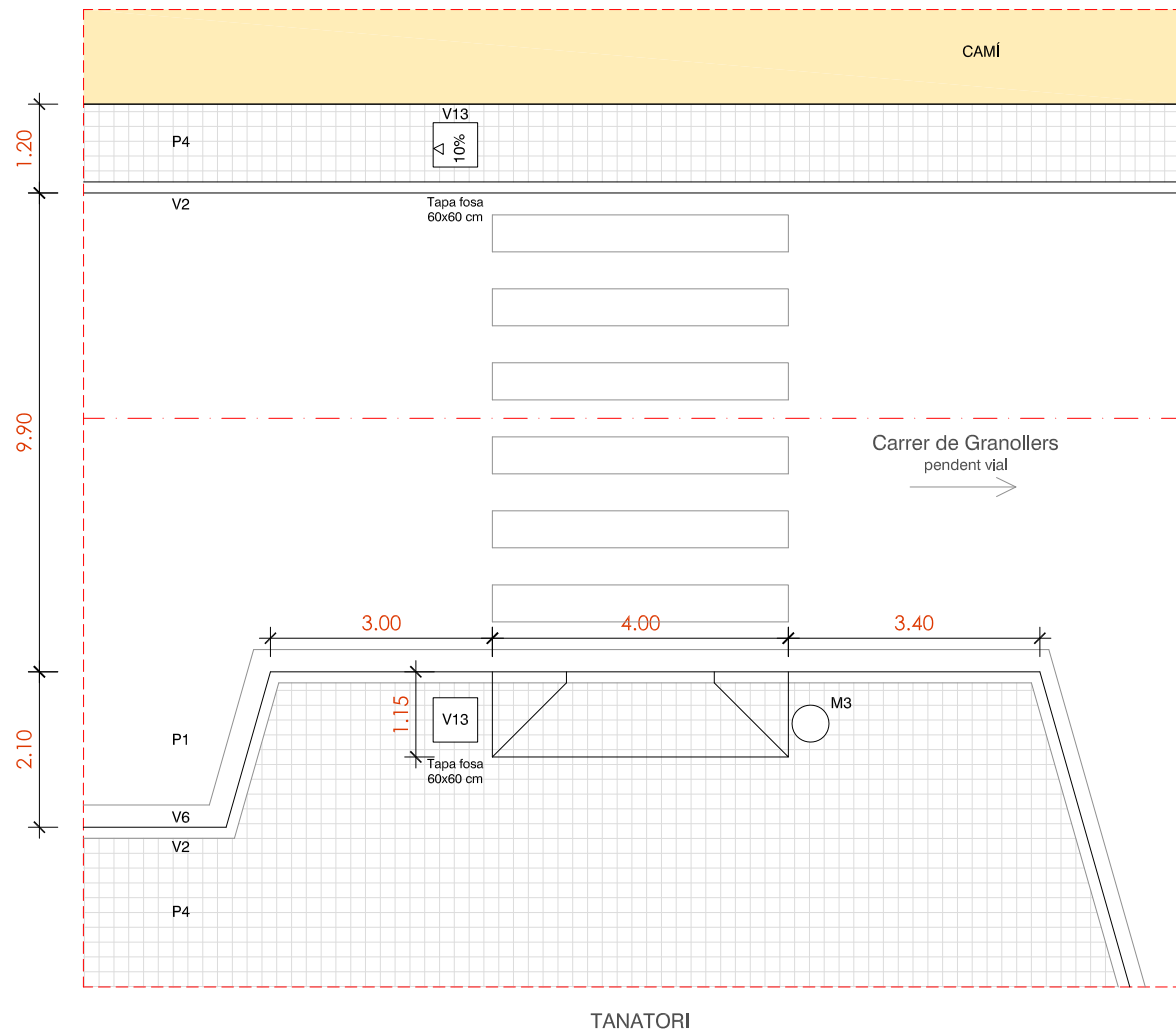 CAMÍ
V13
1.20
P4
10%
V2
Tapa fosa
60x60 cm
9.90
Carrer de Granollers
pendent vial
3.00
4.00
3.40
1.15
V13
M3
2.10
P1
Tapa fosa
60x60 cm
V6
V2
P4
TANATORI